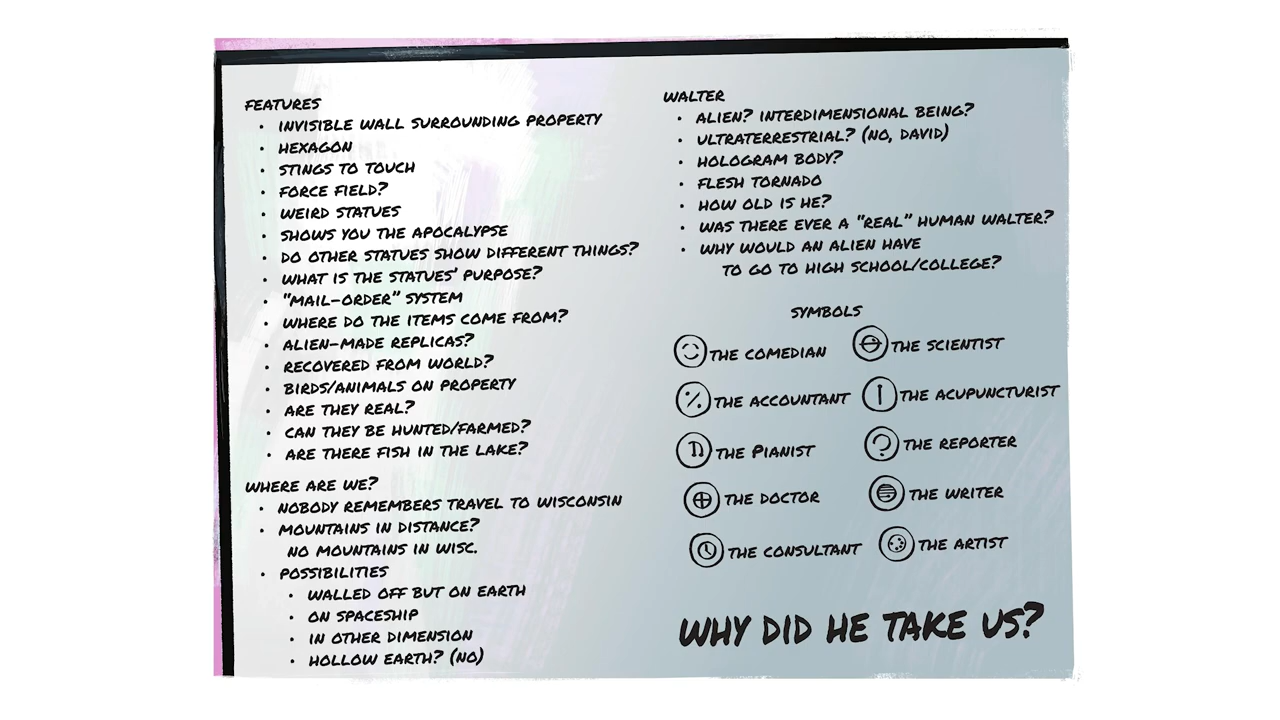 FEATURES
• INVISIBLE WALL SURROUNDING PROPERTY
• HEXAGON
• STINGS TO TOUCH
• FORCE FIELD?
• WEIRD STATUES
• SHOWS YOU THE APOCALYPSE
• DO OTHER STATUES SHOW DIFFERENT THINGS?
• WHAT IS THE STATUES' PURPOSE?
• "MAIL-ORDER" SYSTEM
• WHERE DO THE ITEMS COME FROM?
• ALIEN-MADE REPLICAS?
• RECOVERED FROM WORLD?
• BIRDS/ANIMALS ON PROPERTY
• ARE THEY REAL?
• CAN THEY BE HUNTED/FARMED?
• ARE THERE FISH IN THE LAKE?
WHERE ARE WE?
• NOBODY REMEMBERS TRAVEL TO WISCONSIN
• MOUNTAINS IN DISTANCE?
NO MOUNTAINS IN WISC.
• POSSIBILITIES
• WALLED OFF BUT ON EARTH
• ON SPACESHIP
• IN OTHER DIMENSION
• HOLLOW EARTH? (NO)
WALTER
• ALIEN? INTERDIMENSIONAL BEING?
• ULTRATERRESTRIAL? (NO, DAVID)
• HOLOGRAM BODY?
• FLESH TORNADO
• HOW OLD IS HE?
• WAS THERE EVER A "REAL" HUMAN WALTER?
• WHY WOULD AN ALIEN HAVE
TO GO TO HIGH SCHOOL/COLLEGE?
SYMBOLS
THE COMEDIAN
THE SCIENTIST
THE ACCOUNTANT
THE ACUPUNCTURIST
THE PIANIST
THE REPORTER
THE DOCTOR
THE WRITER
THE CONSULTANT
THE ARTIST
WHY DID HE TAKE US?